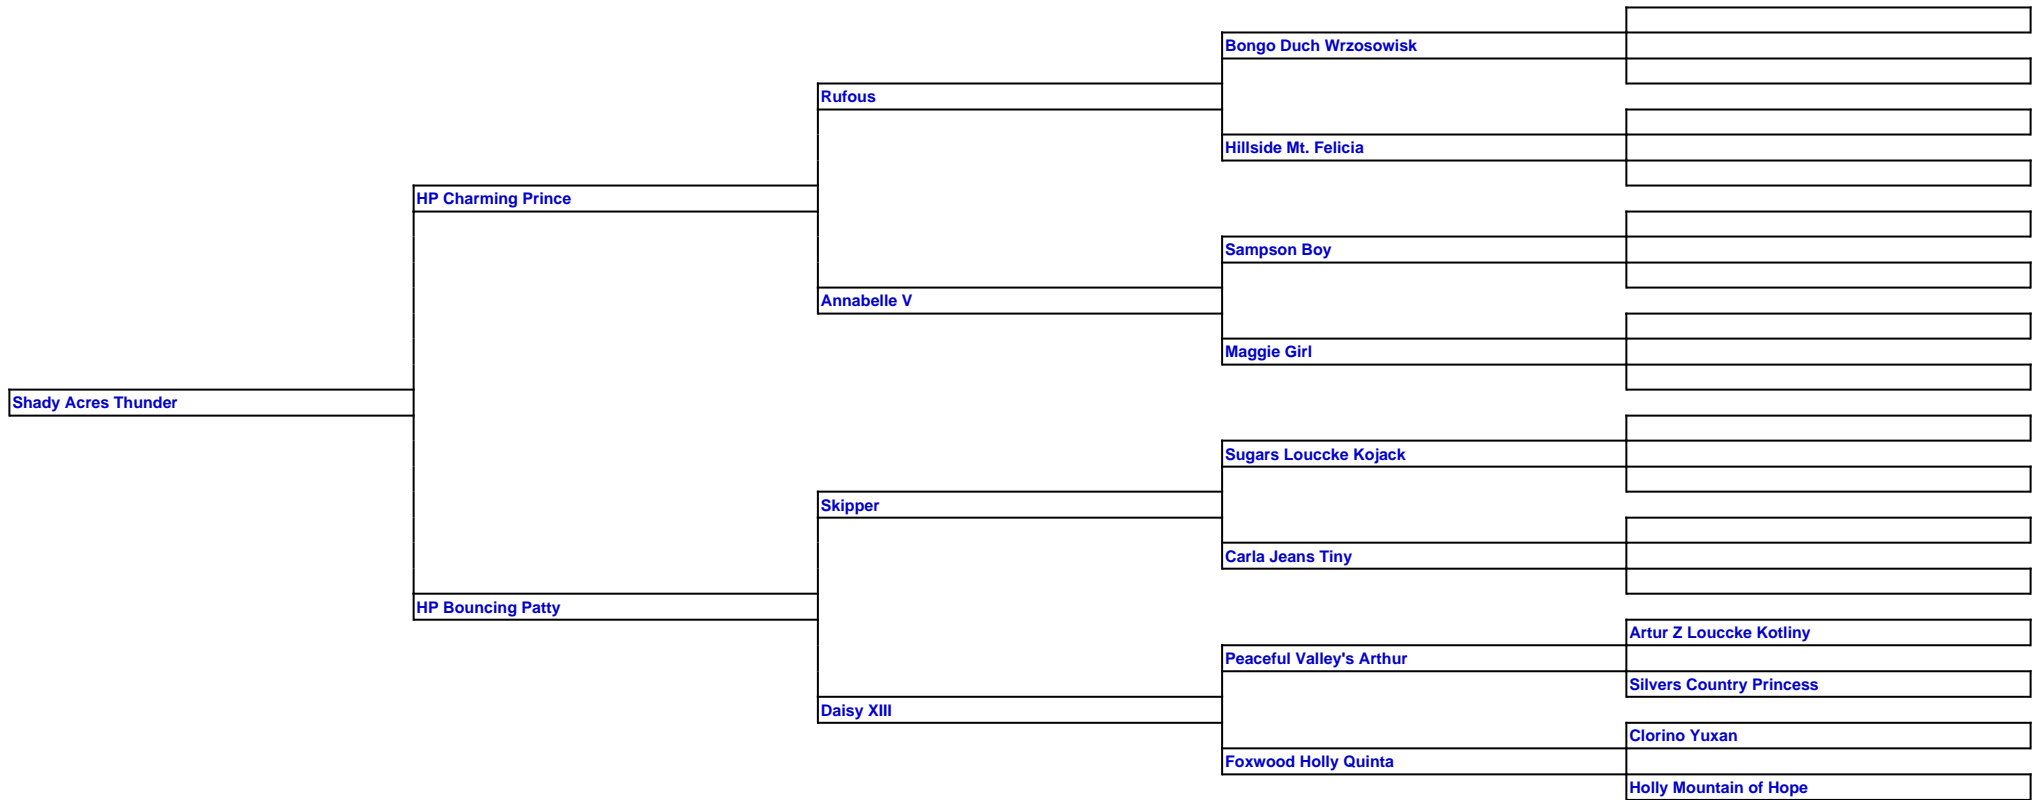 Bongo Duch Wrzosowisk
Rufous
Hillside Mt. Felicia
HP Charming Prince
Sampson Boy
Annabelle V
Maggie Girl
Shady Acres Thunder
Sugars Louccke Kojack
Skipper
Carla Jeans Tiny
HP Bouncing Patty
Artur Z Louccke Kotliny
Peaceful Valley's Arthur
Silvers Country Princess
Daisy XIII
Clorino Yuxan
Foxwood Holly Quinta
Holly Mountain of Hope